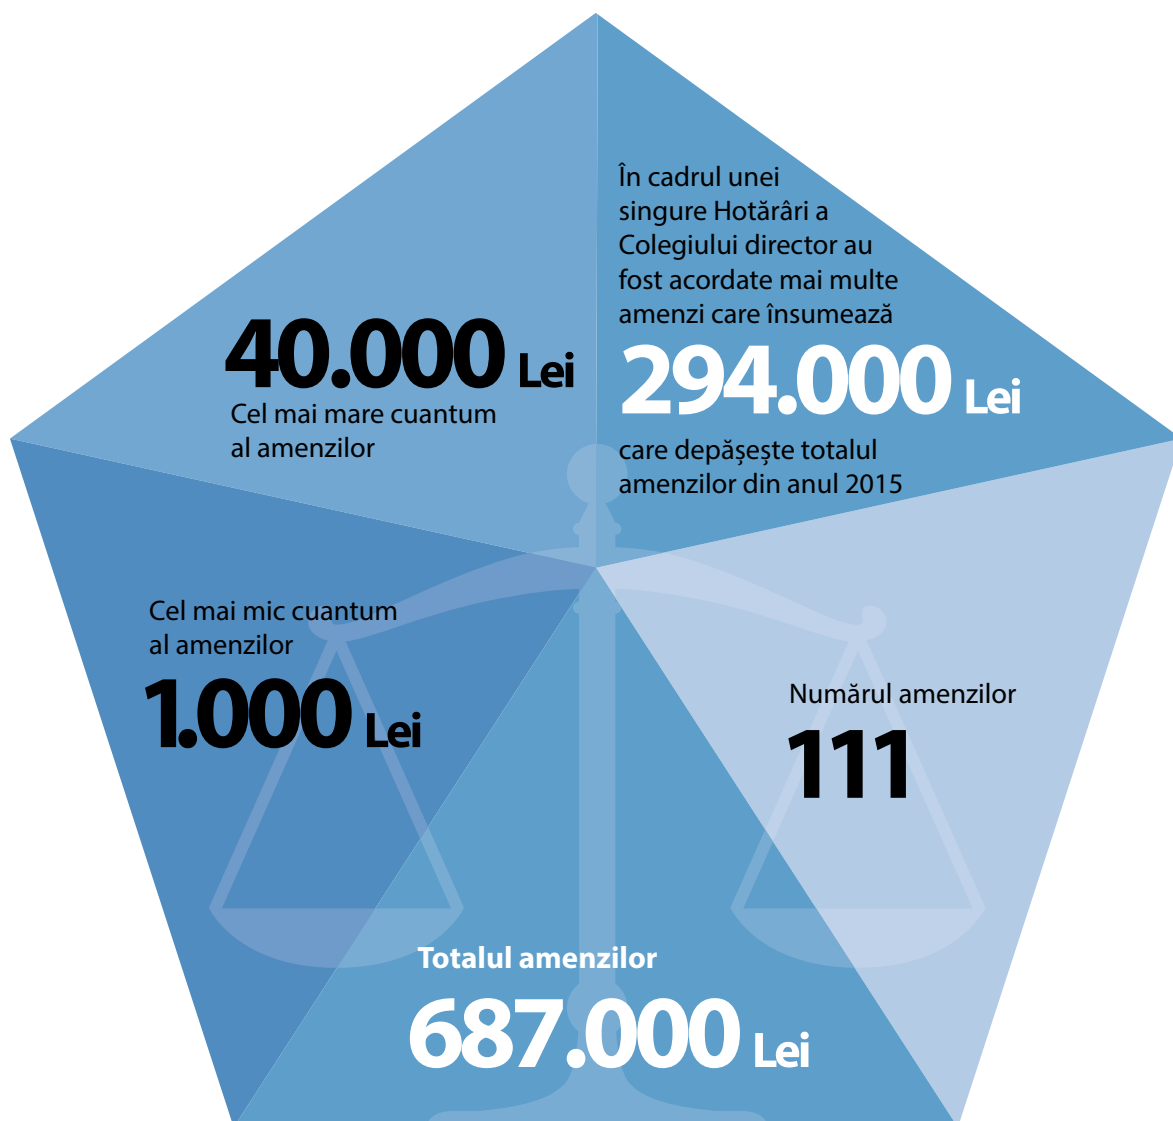 În cadrul unei
singure Hotărâri a
Colegiului director au
fost acordate mai multe
amenzi care însumează
294.000 Lei
care depășește totalul
amenzilor din anul 2015
40.000 Lei
Cel mai mare cuantum
al amenzilor
Cel mai mic cuantum
al amenzilor
1.000 Lei
Numărul amenzilor
111
Totalul amenzilor
687.000 Lei